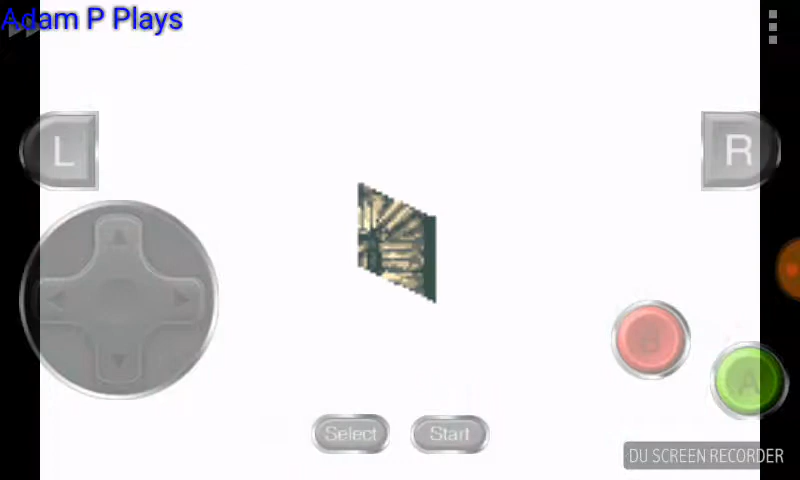 Adam P Plays
L
R
B
A
Select
Start
DU SCREEN RECORDER